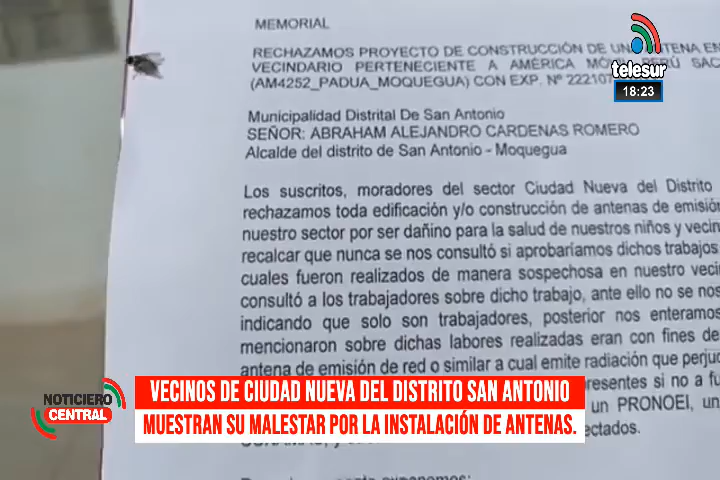 MEMORIAL
RECHAZAMOS PROYECTO DE CONSTRUCCIÓN DE UNA ANTENA EN
VECINDARIO PERTENECIENTE A AMÉRICA PERÚ SAC
(AM4252_PADUA_MOQUEGUA) CON EXP. Nº 222107
telesur
18:23
Municipalidad Distrital De San Antonio
SEÑOR: ABRAHAM ALEJANDRO CARDENAS ROMERO
Alcalde del distrito de San Antonio - Moquegua
Los suscritos, moradores del sector Ciudad Nueva del Distrito
rechazamos toda edificación y/o construcción de antenas de emisión
nuestro sector por ser dañino para la salud de nuestros niños y
recalcar que nunca se nos consultó si aprobaríamos dichos trabajos
cuales fueron realizados de manera sospechosa en nuestro
consultó a los trabajadores sobre dicho trabajo, ante ello no se nos
indicando que solo son trabajadores, posterior nos enteramos
mencionaron sobre dichas labores realizadas eran con fines de
antena de emisión de red o similar a cual emite radiación que
presentes si no a
un PRONOEI, un
NOTICIERO
CENTRAL
VECINOS DE CIUDAD NUEVA DEL DISTRITO SAN ANTONIO
MUESTRAN SU MALESTAR POR LA INSTALACIÓN DE ANTENAS.